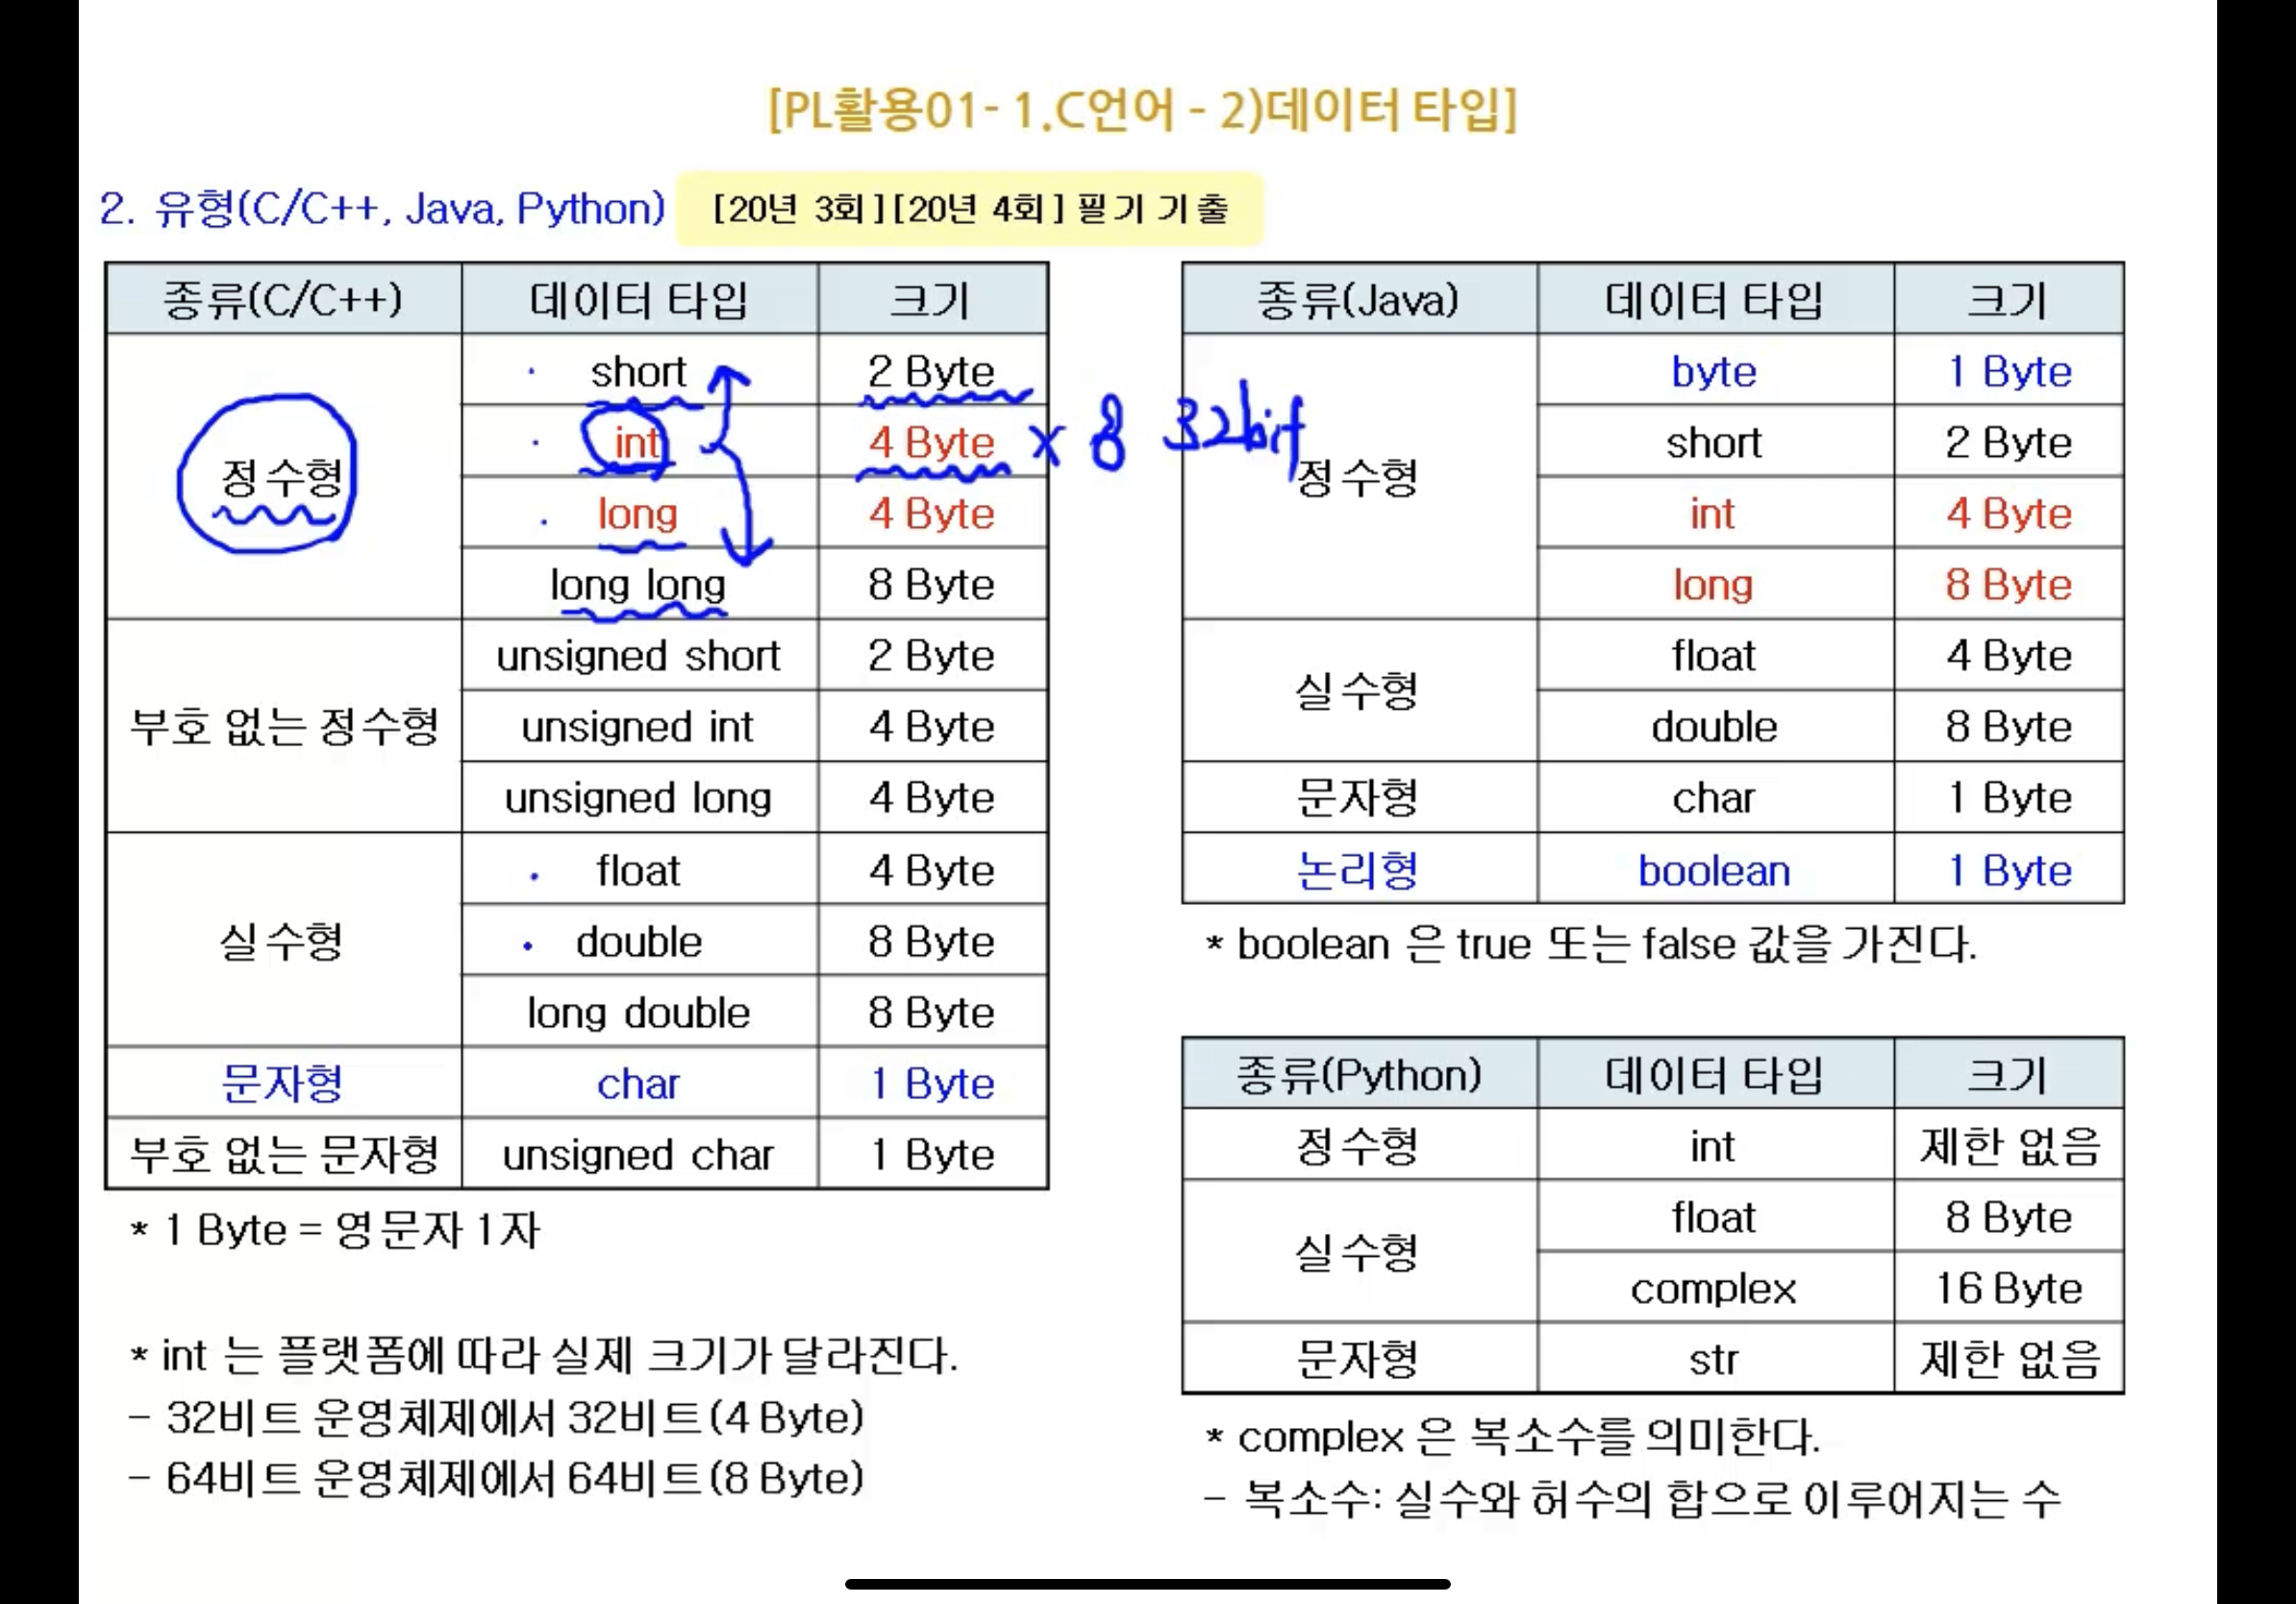 [PL활용01- 1.C언어 - 2)데이터 타입]
2. 유형(C/C++, Java, Python) [20년 3회][20년 4회] 필기 기출
종류(C/C++) 데이터 타입 크기
정수형 short 2 Byte
int 4 Byte x 8 32bit
long 4 Byte
long long 8 Byte
부호 없는 정수형 unsigned short 2 Byte
unsigned int 4 Byte
unsigned long 4 Byte
실수형 float 4 Byte
double 8 Byte
long double 8 Byte
문자형 char 1 Byte
부호 없는 문자형 unsigned char 1 Byte
* 1 Byte = 영문자 1자
* int 는 플랫폼에 따라 실제 크기가 달라진다.
- 32비트 운영체제에서 32비트(4 Byte)
- 64비트 운영체제에서 64비트(8 Byte)
종류(Java) 데이터 타입 크기
정수형 byte 1 Byte
short 2 Byte
int 4 Byte
long 8 Byte
실수형 float 4 Byte
double 8 Byte
문자형 char 1 Byte
논리형 boolean 1 Byte
* boolean 은 true 또는 false 값을 가진다.
종류(Python) 데이터 타입 크기
정수형 int 제한 없음
실수형 float 8 Byte
complex 16 Byte
문자형 str 제한 없음
* complex 은 복소수를 의미한다.
- 복소수: 실수와 허수의 합으로 이루어지는 수